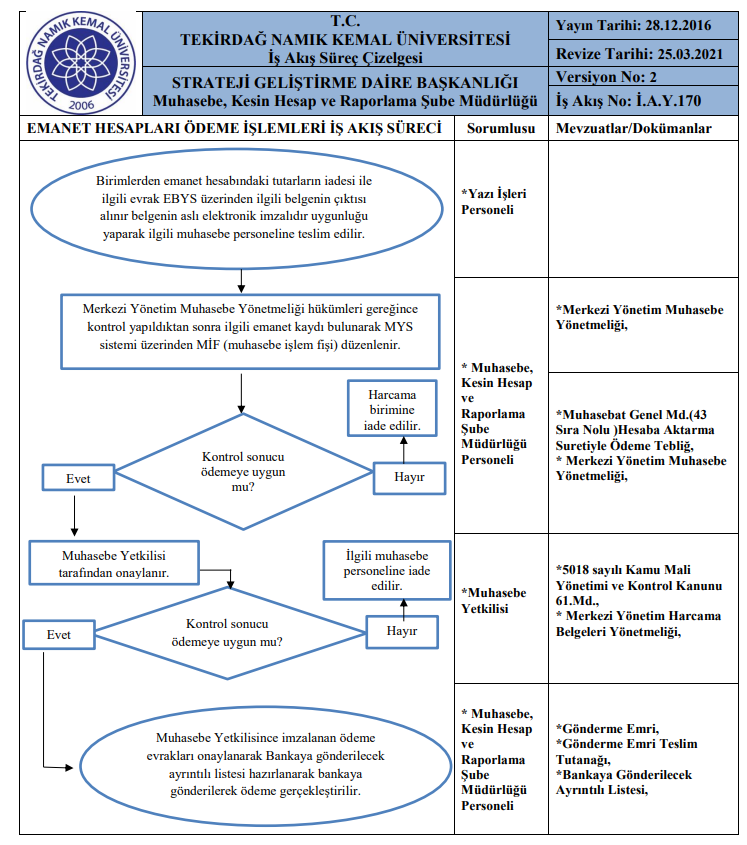 TEKİRDAĞ NAMIK KEMAL ÜNİVERSİTESİ
2006
T.C.
TEKİRDAĞ NAMIK KEMAL ÜNİVERSİTESİ
İş Akış Süreç Çizelgesi
STRATEJİ GELİŞTİRME DAİRE BAŞKANLIĞI
Muhasebe, Kesin Hesap ve Raporlama Şube Müdürlüğü
Yayın Tarihi: 28.12.2016
Revize Tarihi: 25.03.2021
Versiyon No: 2
İş Akış No: İ.A.Y.170
EMANET HESAPLARI ÖDEME İŞLEMLERİ İŞ AKIŞ SÜRECİ
Sorumlusu
Mevzuatlar/Dokümanlar
Birimlerden emanet hesabındaki tutarların iadesi ile
ilgili evrak EBYS üzerinden ilgili belgenin çıktısı
alınır belgenin aslı elektronik imzalıdır uygunluğu
yaparak ilgili muhasebe personeline teslim edilir.
*Yazı İşleri
Personeli
Merkezi Yönetim Muhasebe Yönetmeliği hükümleri gereğince
kontrol yapıldıktan sonra ilgili emanet kaydı bulunarak MYS
sistemi üzerinden MİF (muhasebe işlem fişi) düzenlenir.
*Merkezi Yönetim Muhasebe
Yönetmeliği,
Harcama
birimine
iade edilir.
Kontrol sonucu
ödemeye uygun
mu?
Evet
Hayır
* Muhasebe,
Kesin Hesap
ve
Raporlama
Şube
Müdürlüğü
Personeli
*Muhasebat Genel Md.(43
Sıra Nolu )Hesaba Aktarma
Suretiyle Ödeme Tebliğ,
* Merkezi Yönetim Muhasebe
Yönetmeliği,
Muhasebe Yetkilisi
tarafından onaylanır.
İlgili muhasebe
personeline iade
edilir.
Kontrol sonucu
ödemeye uygun mu?
Evet
Hayır
*Muhasebe
Yetkilisi
*5018 sayılı Kamu Mali
Yönetimi ve Kontrol Kanunu
61.Md.,
* Merkezi Yönetim Harcama
Belgeleri Yönetmeliği,
Muhasebe Yetkilisince imzalanan ödeme
evrakları onaylanarak Bankaya gönderilecek
ayrıntılı listesi hazırlanarak bankaya
gönderilerek ödeme gerçekleştirilir.
* Muhasebe,
Kesin Hesap
ve
Raporlama
Şube
Müdürlüğü
Personeli
*Gönderme Emri,
*Gönderme Emri Teslim
Tutanağı,
*Bankaya Gönderilecek
Ayrıntılı Listesi,